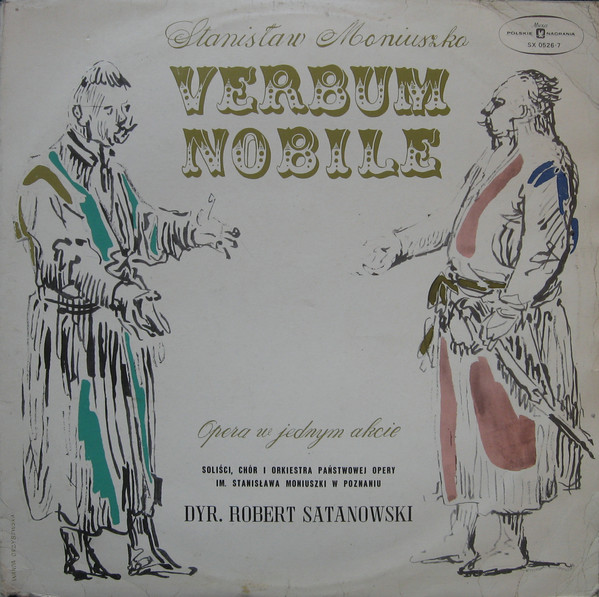 Stanisław Moniuszko
Muza
POLSKIE NAGRANIA
SX 0526-7
VERBUM
NOBILE
Opera w jednym akcie
SOLIŚCI, CHÓR I ORKIESTRA PAŃSTWOWEJ OPERY
IM. STANISŁAWA MONIUSZKI W POZNANIU
DYR. ROBERT SATANOWSKI